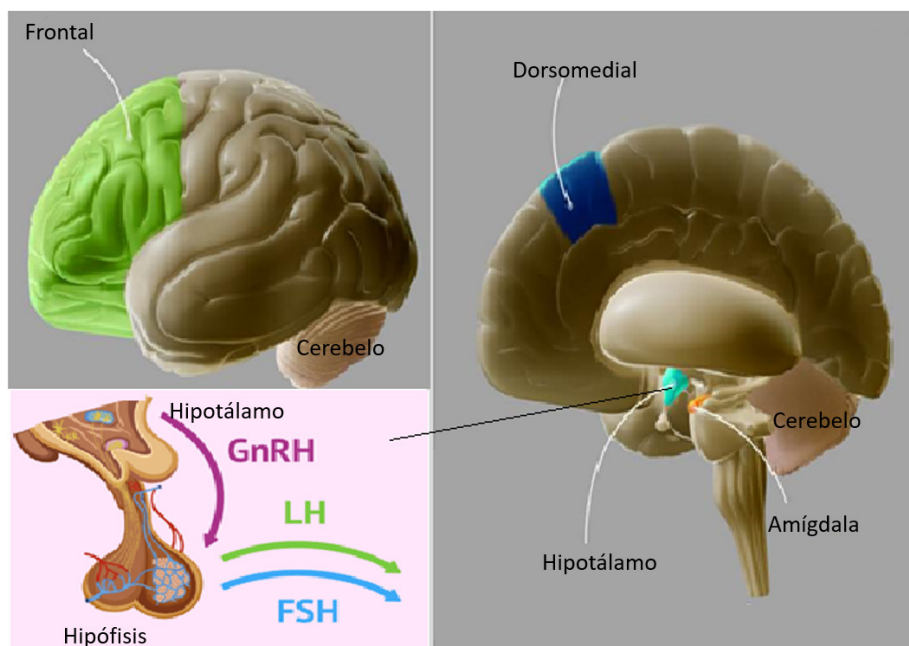 Frontal
Cerebelo
Dorsomedial
Cerebelo
Amígdala
Hipotálamo
Hipotálamo
GnRH
LH
FSH
Hipófisis